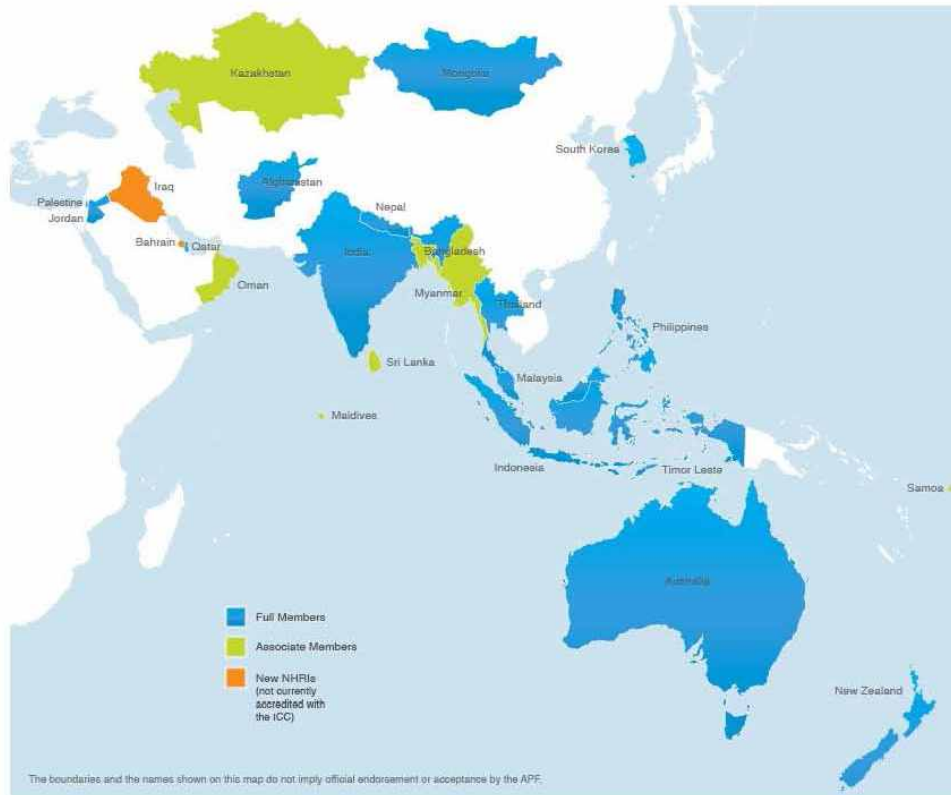 Kazakhstan
Mongolia
South Korea
Iraq
Afghanistan
Palestine
Jordan
Nepal
Bahrain
Qatar
India
Bangladesh
Oman
Myanmar
Thailand
Philippines
Sri Lanka
Malaysia
Maldives
Indonesia
Timor Leste
Samoa
Australia
Full Members
Associate Members
New NHRIs
(not currently
accredited with
the ICC)
New Zealand
The boundaries and the names shown on this map do not imply official endorsement or acceptance by the APF.